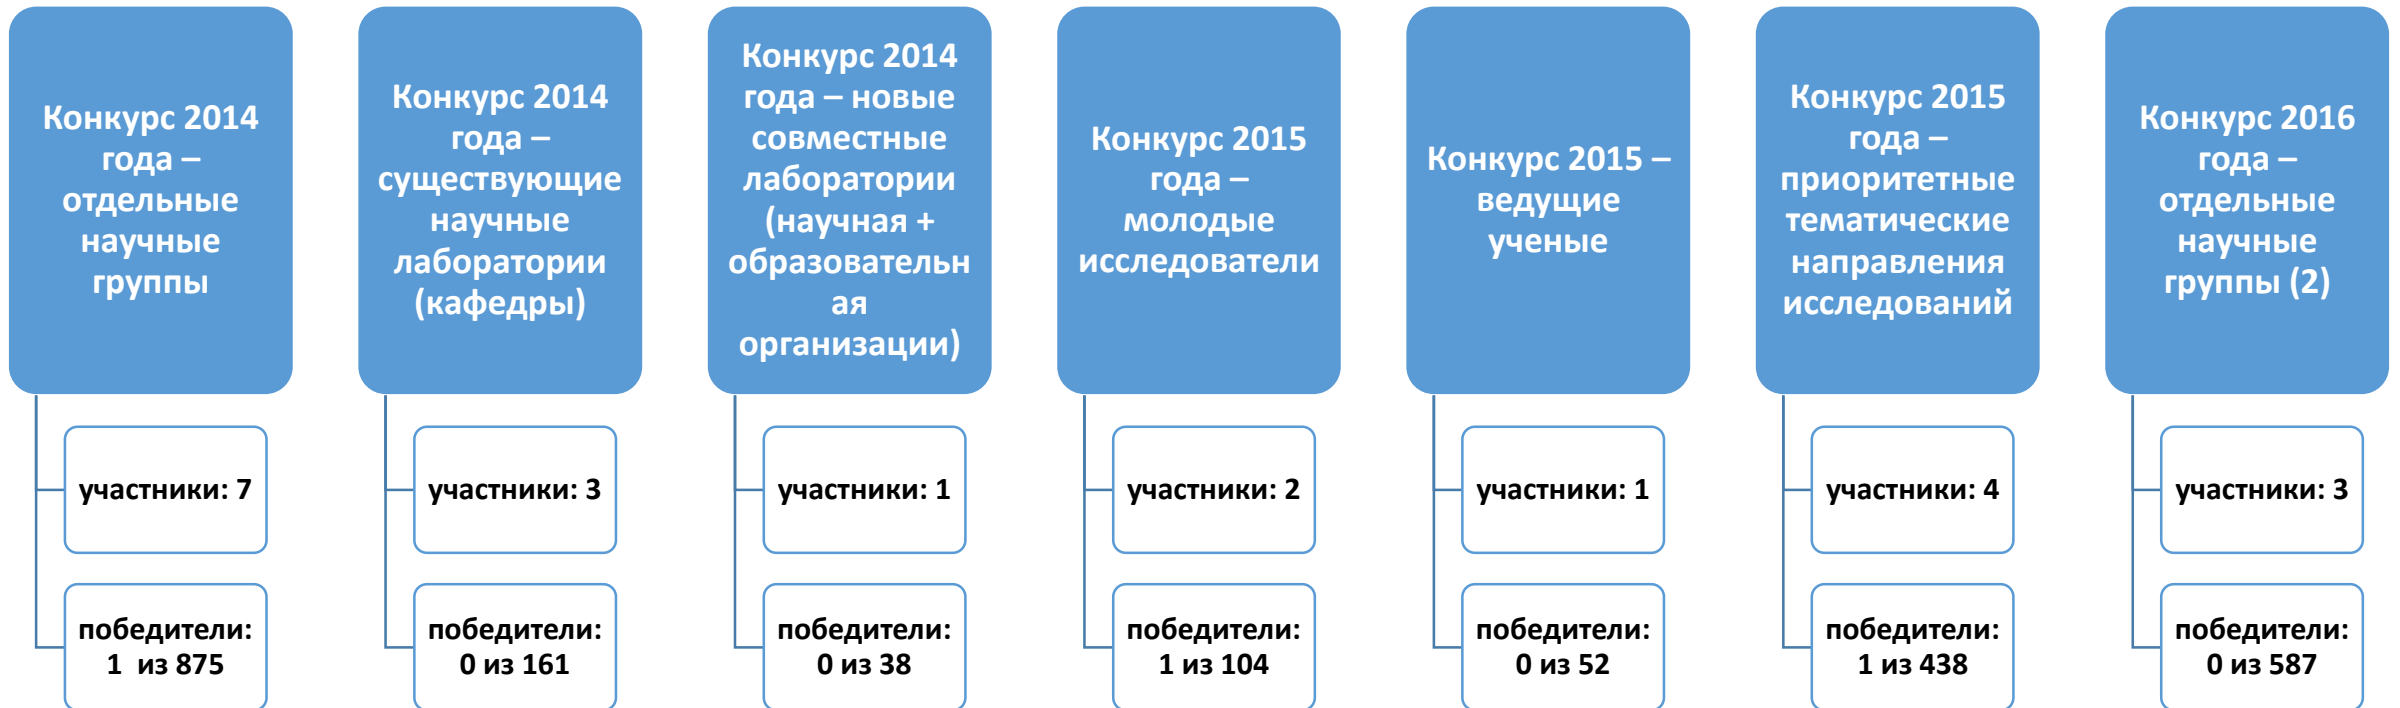 Конкурс 2014
года –
отдельные
научные
группы
участники: 7
победители:
1 из 875
Конкурс 2014
года –
существующие
научные
лаборатории
(кафедры)
участники: 3
победители:
0 из 161
Конкурс 2014
года – новые
совместные
лаборатории
(научная +
образовательн
ая
организации)
участники: 1
победители:
0 из 38
Конкурс 2015
года –
молодые
исследователи
участники: 2
победители:
1 из 104
Конкурс 2015 –
ведущие
ученые
участники: 1
победители:
0 из 52
Конкурс 2015
года –
приоритетные
тематические
направления
исследований
участники: 4
победители:
1 из 438
Конкурс 2016
года –
отдельные
научные
группы (2)
участники: 3
победители:
0 из 587